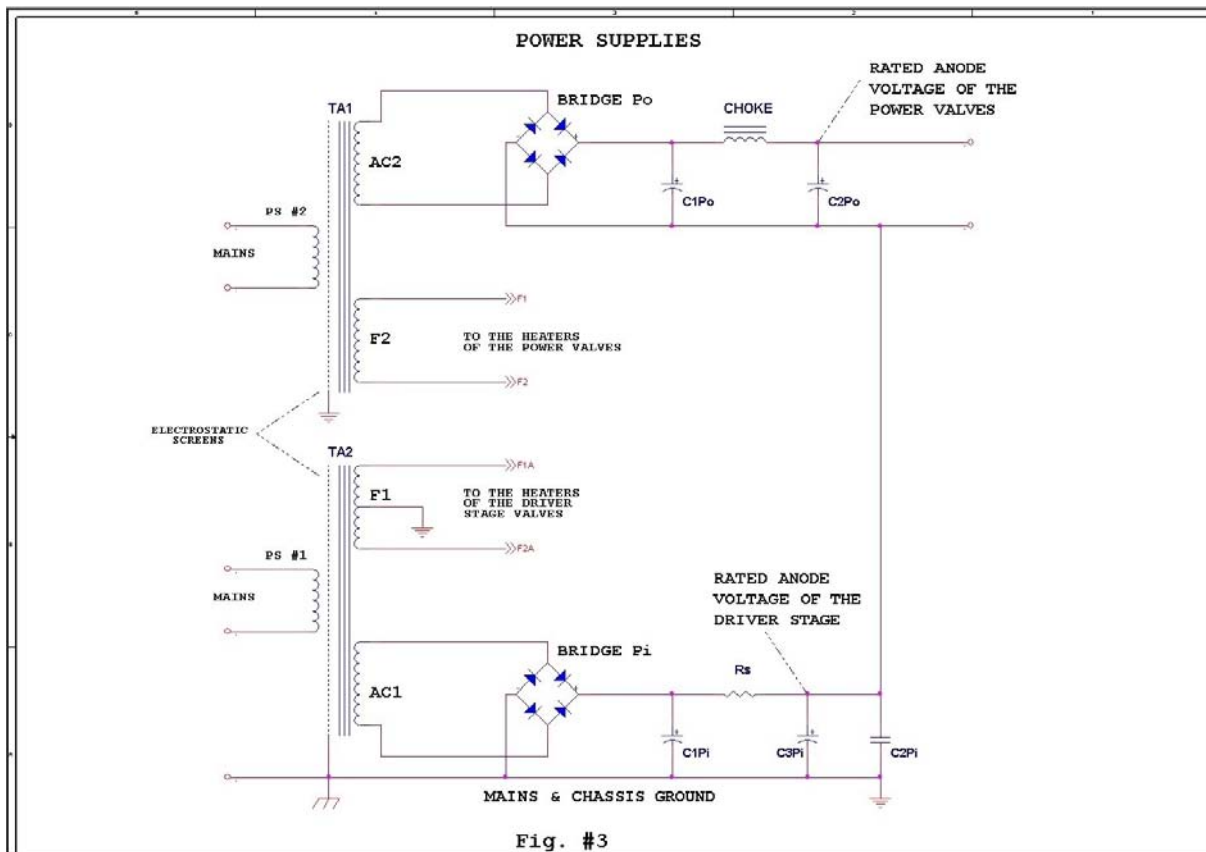 POWER SUPPLIES
RATED ANODE
VOLTAGE OF THE
POWER VALVES
BRIDGE Po
TA1
CHOKE
AC2
C1Po
C2Po
PS #2
MAINS
F1
F2
TO THE HEATERS
OF THE POWER VALVES
F2
ELECTROSTATIC
SCREENS
TA2
F1A
F1
TO THE HEATERS
OF THE DRIVER
STAGE VALVES
F2A
PS #1
MAINS
RATED ANODE
VOLTAGE OF THE
DRIVER STAGE
BRIDGE Pi
Rs
AC1
C1Pi
C3Pi
C2Pi
MAINS & CHASSIS GROUND
Fig. #3